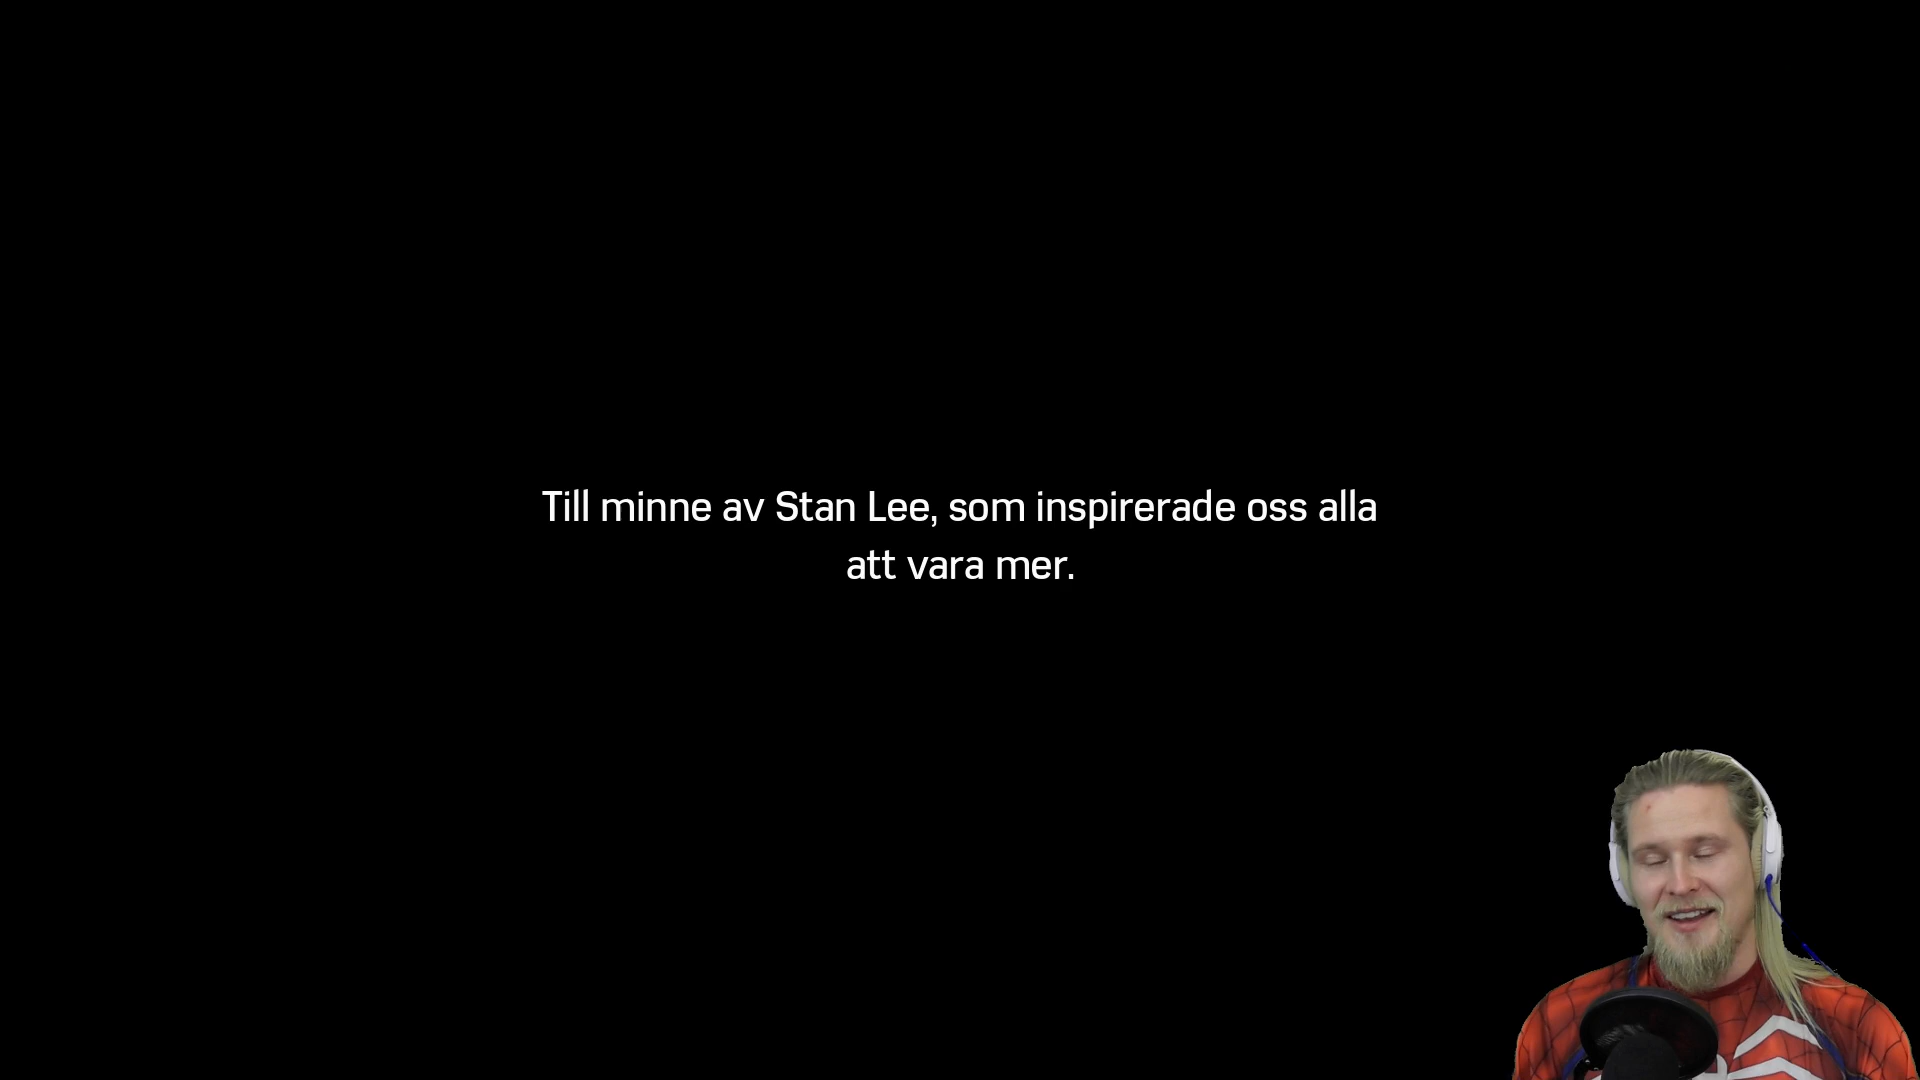 Till minne av Stan Lee, som inspirerade oss alla
att vara mer.